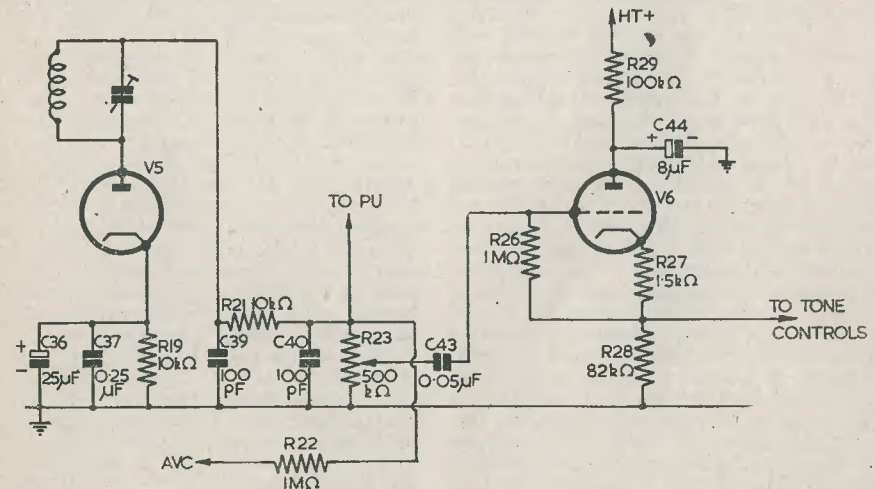 HT+
R29
100kΩ
C44
+ -
8μF
V5
V6
TO PU
R26
1MΩ
R27
1·5kΩ
R21 10kΩ
TO TONE
CONTROLS
+
-
C36
25μF
C37
0·25
μF
R19
10kΩ
C39
100
pF
C40
100
pF
R23
500
kΩ
C43
0·05μF
R28
82kΩ
AVC
R22
1MΩ